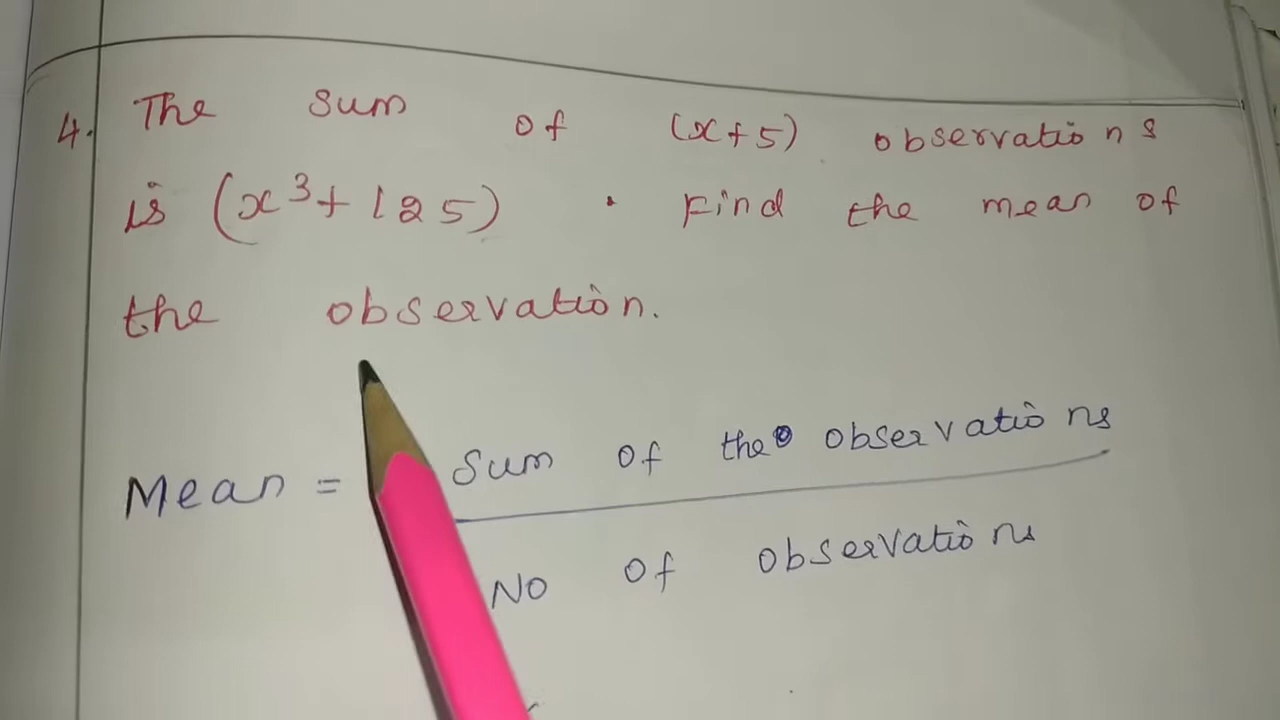 4. The sum of (x+5) observations
is (x³+125). Find the mean of
the observation.
Mean = Sum of the observations
No of observations